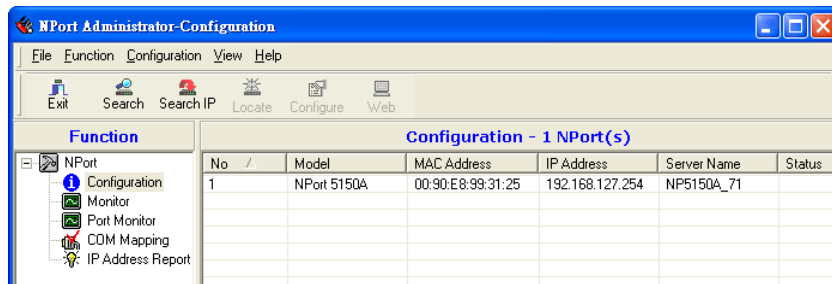 NPort Administrator-Configuration
File Function Configuration View Help
Exit Search Search IP Locate Configure Web
Function
Configuration - 1 NPort(s)
NPort
Configuration
Monitor
Port Monitor
COM Mapping
IP Address Report
No Model MAC Address IP Address Server Name Status
1 NPort 5150A 00:90:E8:99:31:25 192.168.127.254 NP5150A_71